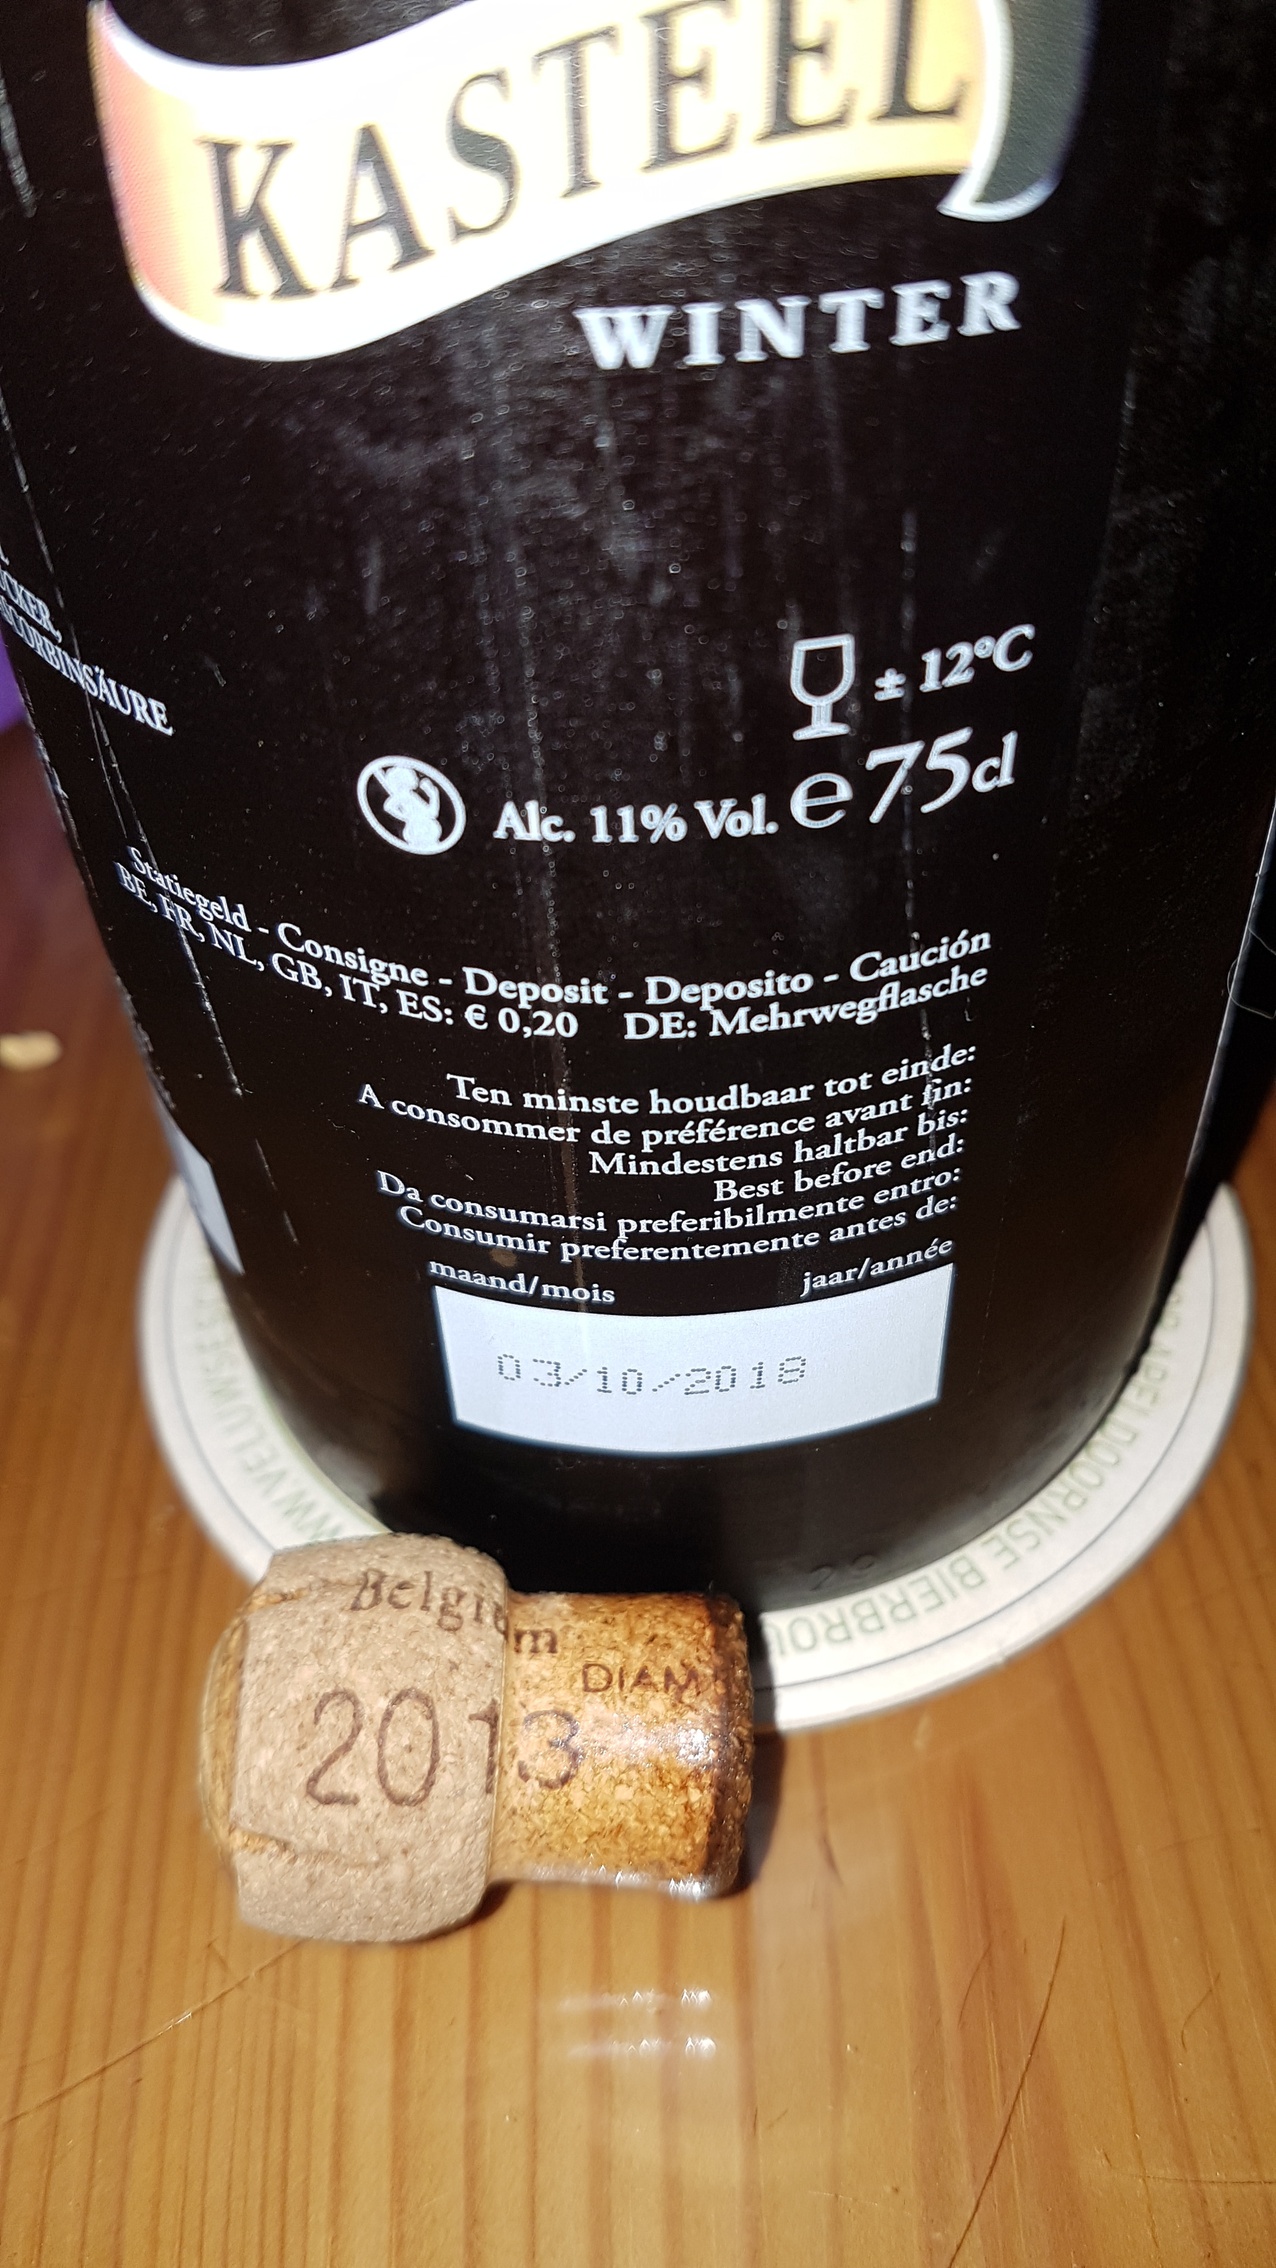 KASTEEL
WINTER
ASCORBINSÄURE
± 12°C
Alc. 11% Vol. e 75cl
Statiegeld - Consigne - Deposit - Deposito - Caución
BE, FR, NL, GB, IT, ES: € 0,20 DE: Mehrwegflasche
Ten minste houdbaar tot einde:
A consommer de préférence avant fin:
Mindestens haltbar bis:
Best before end:
Da consumarsi preferibilmente entro:
Consumir preferentemente antes de:
maand/mois jaar/année
03/10/2018
Belgium
DIAM
2013